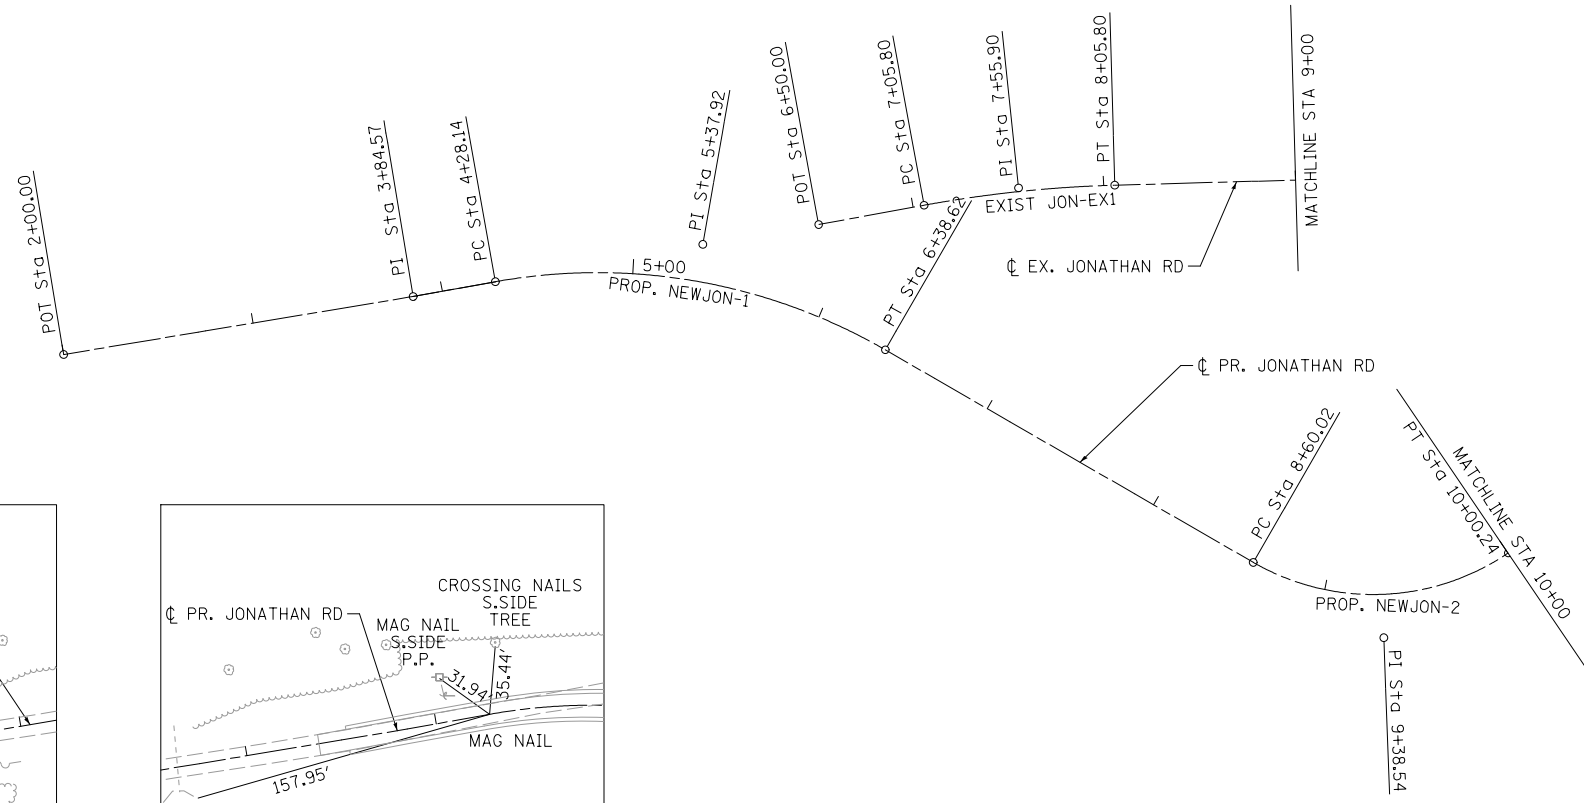 POT Sta 2+00.00
PI Sta 3+84.57
PC Sta 4+28.14
PI Sta 5+37.92
POT Sta 6+50.00
PC Sta 7+05.80
PI Sta 7+55.90
PT Sta 8+05.80
MATCHLINE STA 9+00
EXIST JON-EX1
PT Sta 6+38.62
℄ EX. JONATHAN RD
5+00
PROP. NEWJON-1
℄ PR. JONATHAN RD
PC Sta 8+60.02
PT Sta 10+00.24
MATCHLINE STA 10+00
PROP. NEWJON-2
PI Sta 9+38.54
CROSSING NAILS
S.SIDE
TREE
℄ PR. JONATHAN RD
MAG NAIL
S.SIDE
P.P.
31.94'
35.44'
MAG NAIL
157.95'